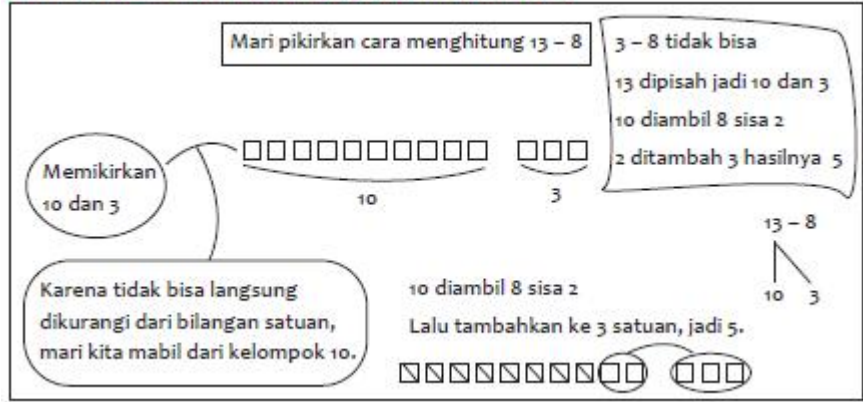 Mari pikirkan cara menghitung 13 – 8
3 – 8 tidak bisa
13 dipisah jadi 10 dan 3
10 diambil 8 sisa 2
2 ditambah 3 hasilnya 5
Memikirkan
10 dan 3
10
3
13 – 8
10 3
Karena tidak bisa langsung
dikurangi dari bilangan satuan,
mari kita mabil dari kelompok 10.
10 diambil 8 sisa 2
Lalu tambahkan ke 3 satuan, jadi 5.